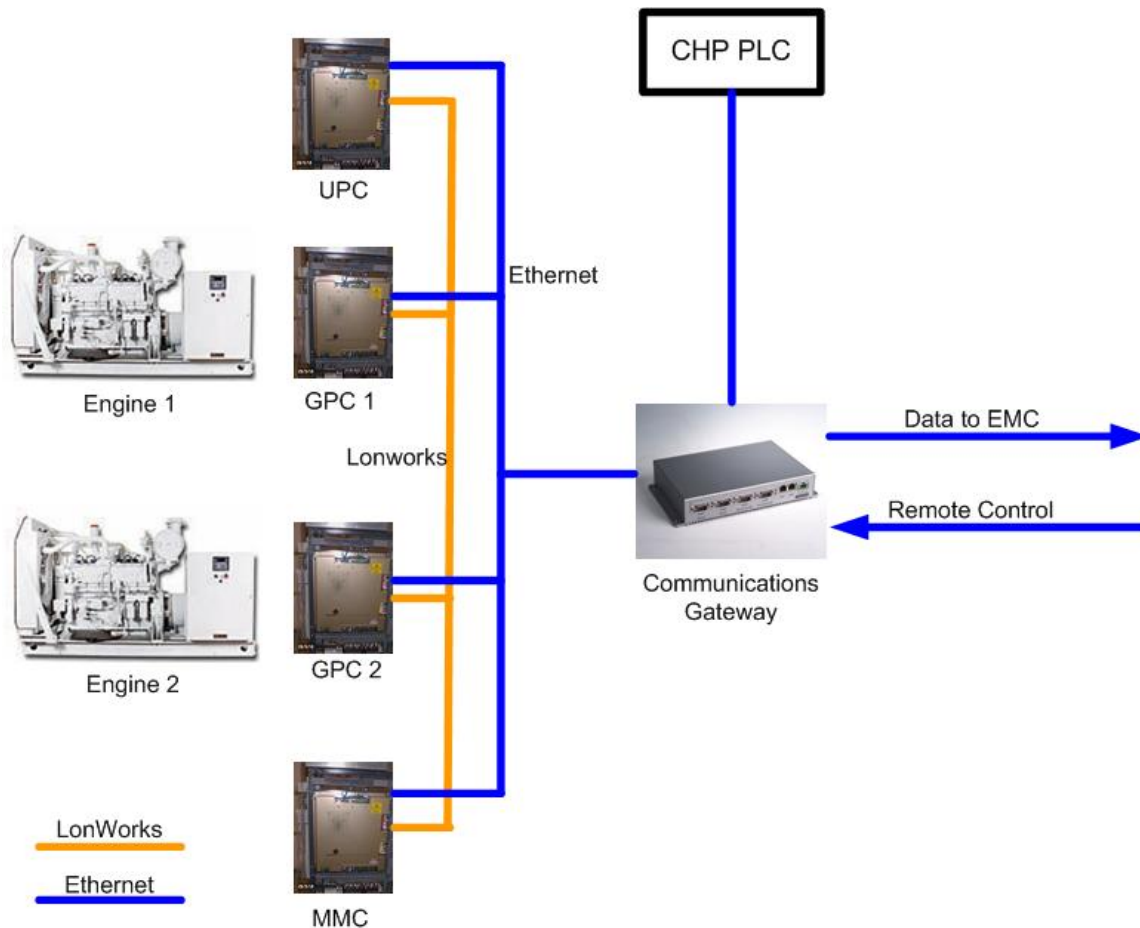 CHP PLC
UPC
Ethernet
Engine 1
GPC 1
Lonworks
Data to EMC
Remote Control
Communications
Gateway
Engine 2
GPC 2
LonWorks
Ethernet
MMC